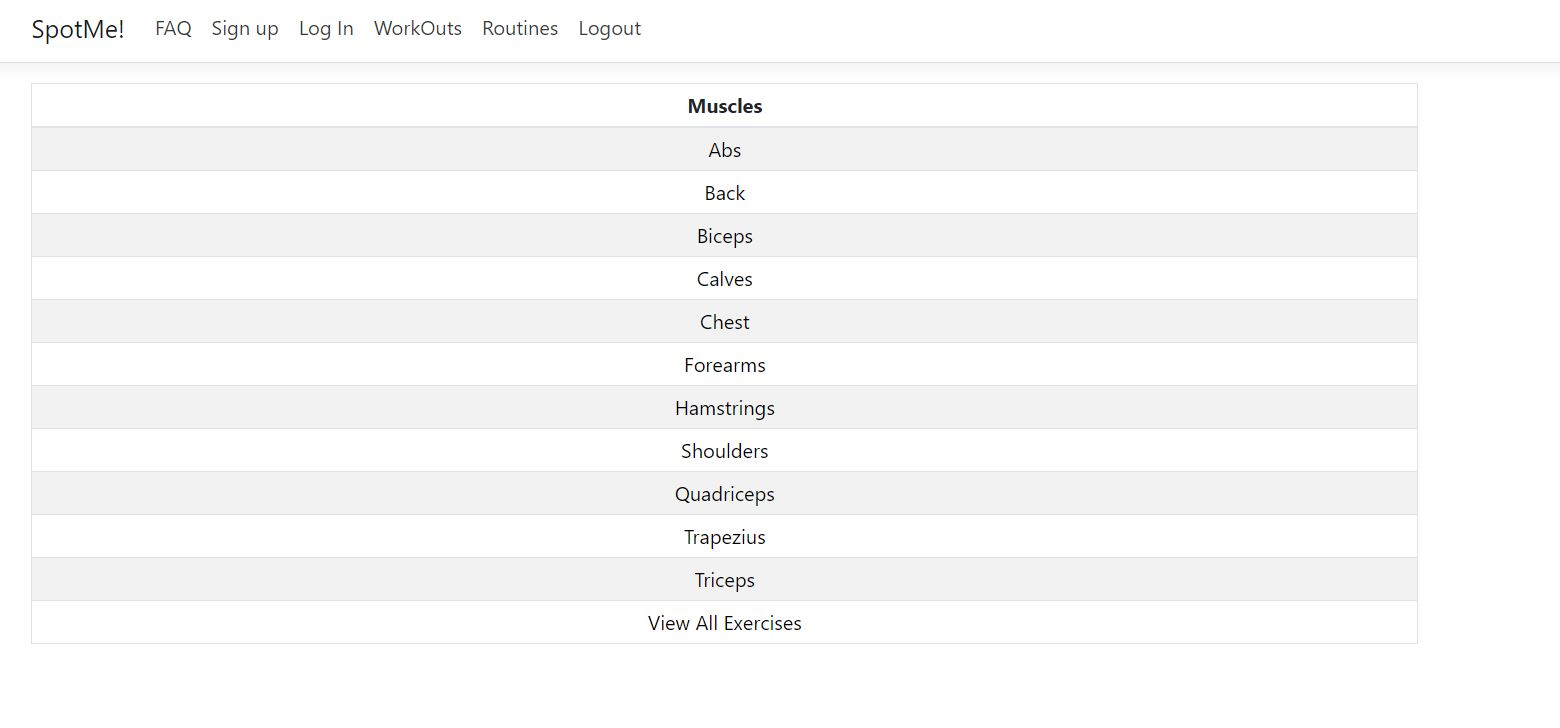 SpotMe! FAQ Sign up Log In WorkOuts Routines Logout
Muscles
Abs
Back
Biceps
Calves
Chest
Forearms
Hamstrings
Shoulders
Quadriceps
Trapezius
Triceps
View All Exercises